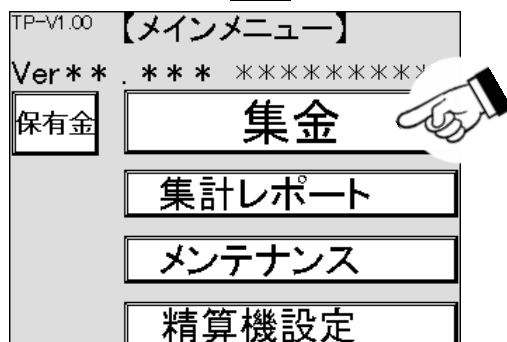 TP-V1.00 【メインメニュー】
Ver**.*** *********
保有金 集金
集計レポート
メンテナンス
精算機設定